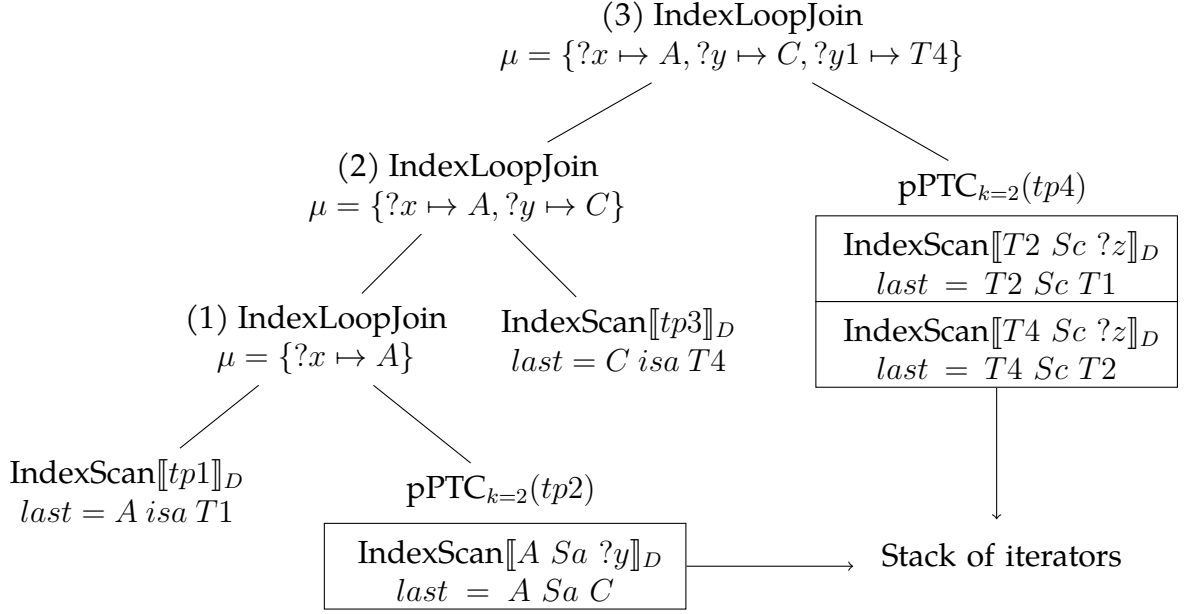 (3) IndexLoopJoin
μ = {?x ↦ A, ?y ↦ C, ?y1 ↦ T4}
(2) IndexLoopJoin
μ = {?x ↦ A, ?y ↦ C}
pPTC_{k=2}(tp4)
IndexScan⟦T2 Sc ?z⟧_D
last = T2 Sc T1
IndexScan⟦T4 Sc ?z⟧_D
last = T4 Sc T2
(1) IndexLoopJoin
μ = {?x ↦ A}
IndexScan⟦tp3⟧_D
last = C isa T4
IndexScan⟦tp1⟧_D
last = A isa T1
pPTC_{k=2}(tp2)
IndexScan⟦A Sa ?y⟧_D
last = A Sa C
Stack of iterators